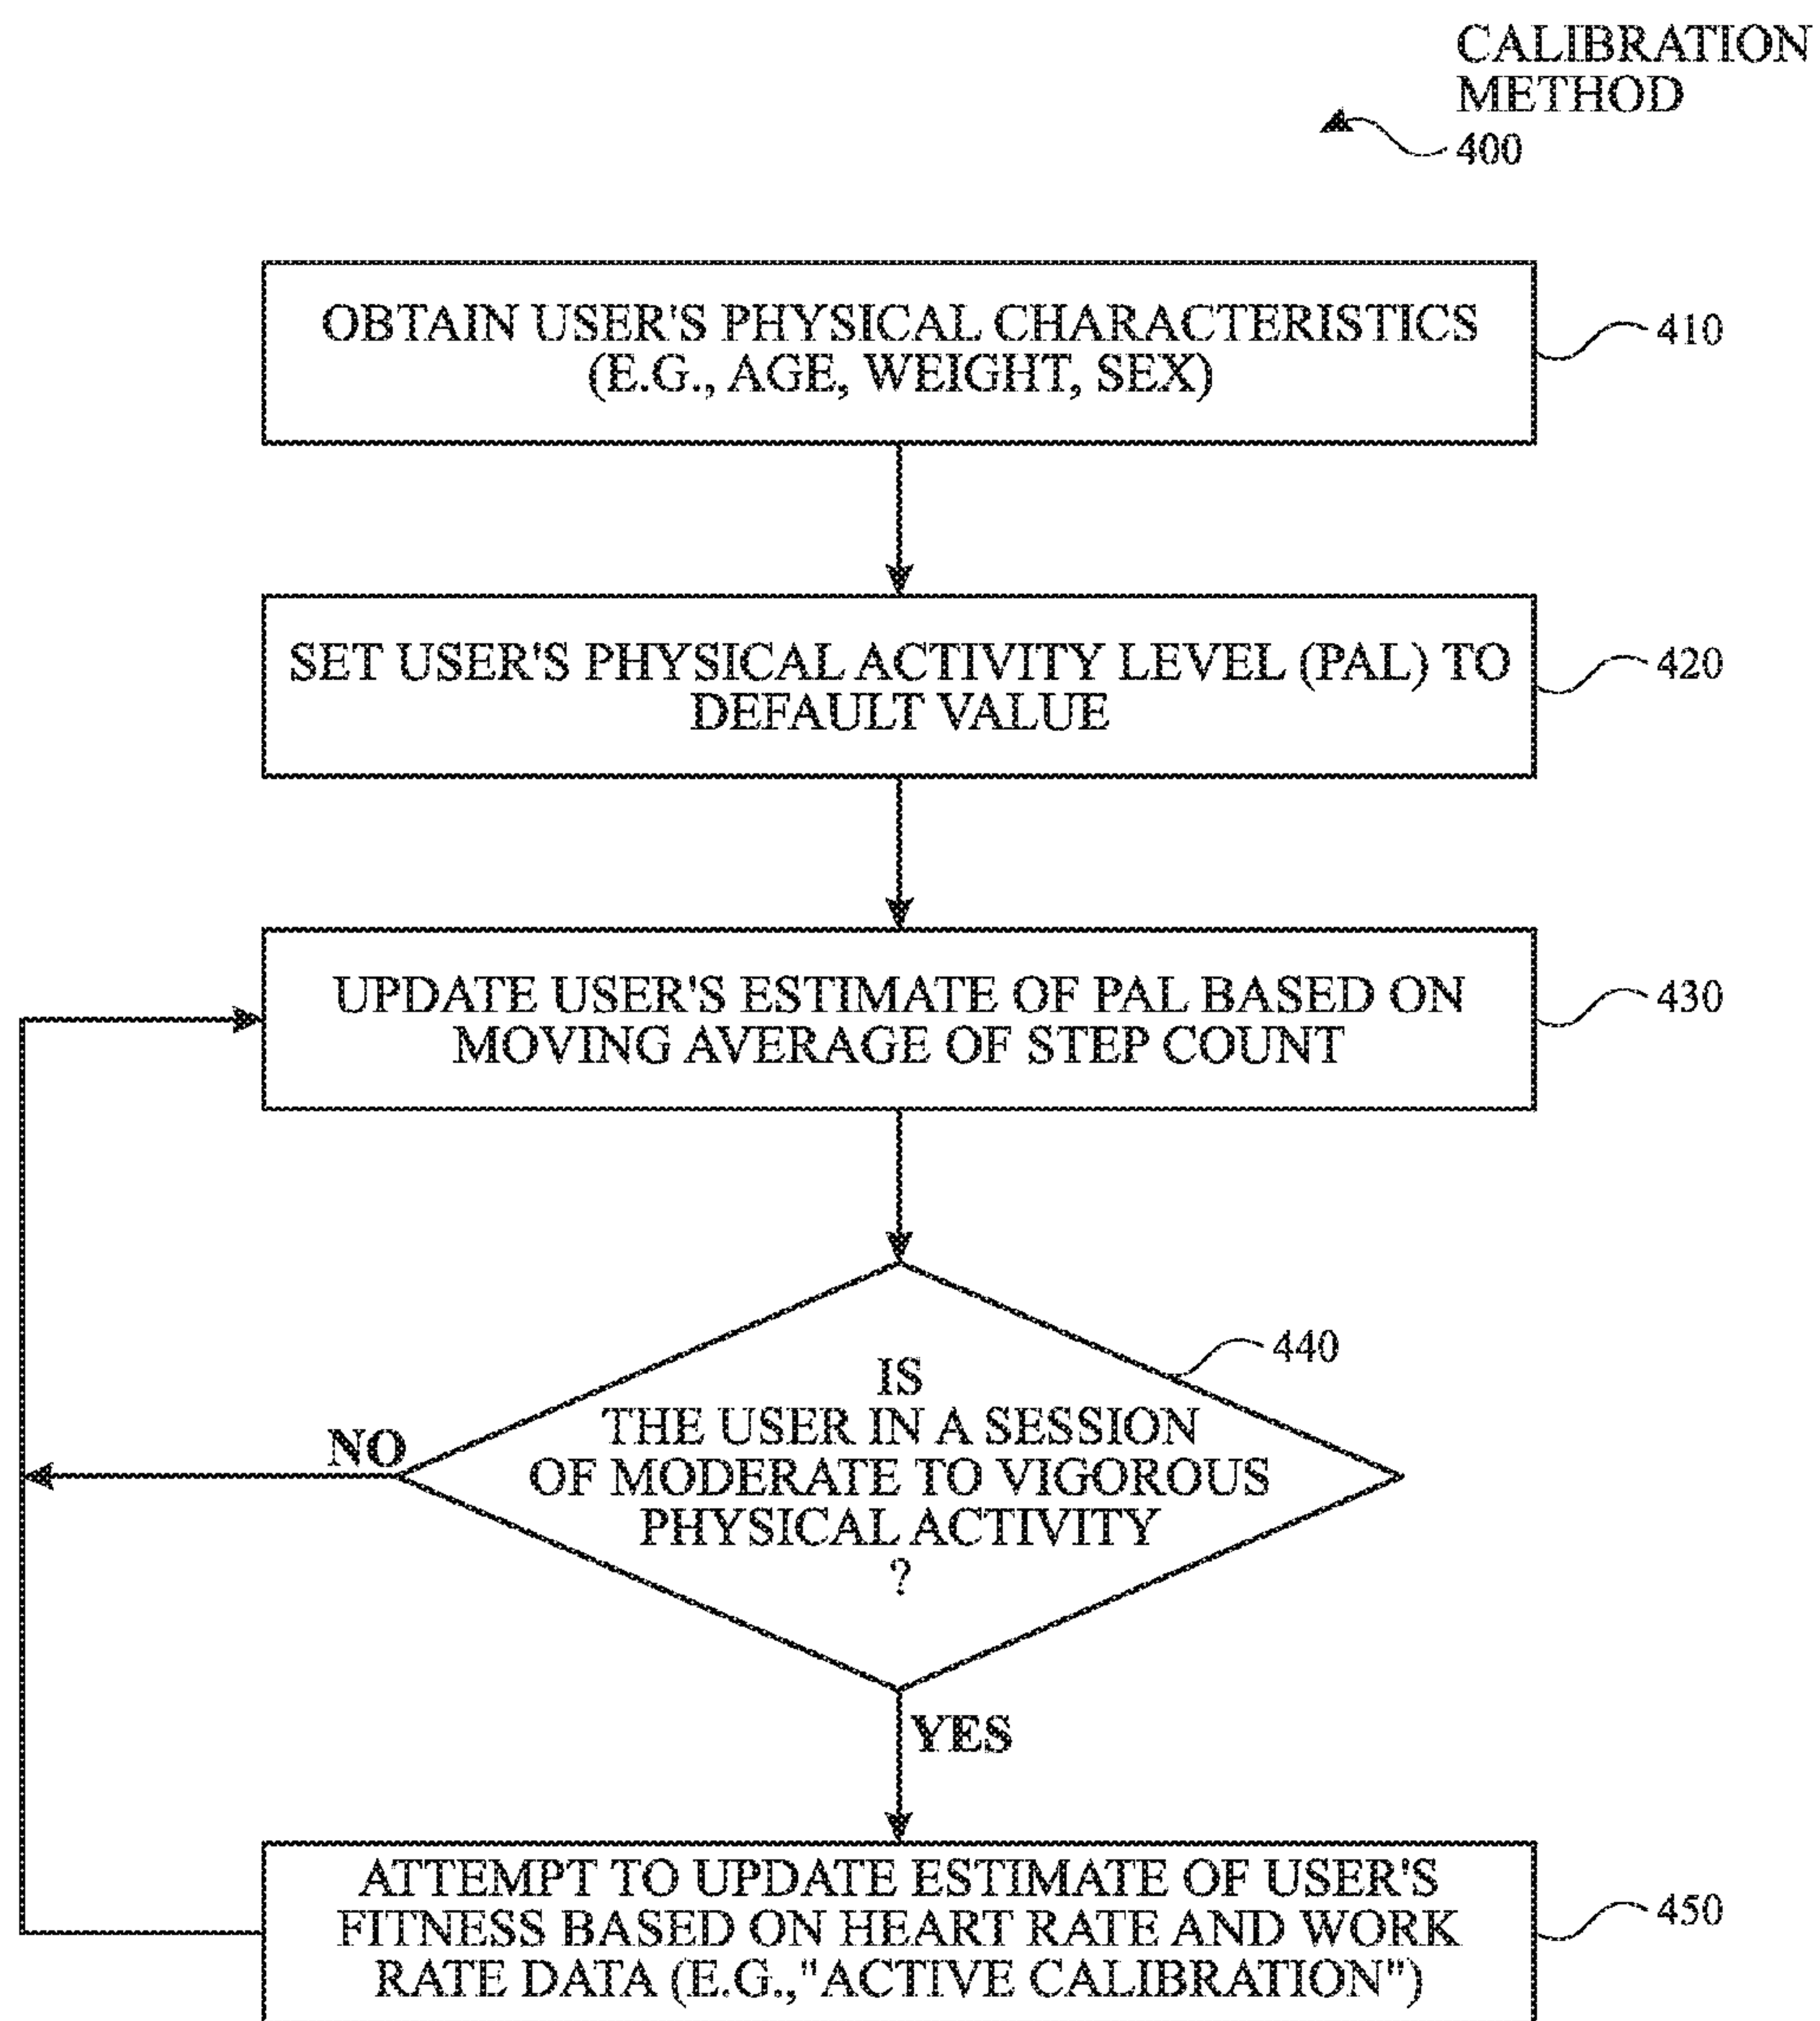 CALIBRATION
METHOD
400
OBTAIN USER'S PHYSICAL CHARACTERISTICS
(E.G., AGE, WEIGHT, SEX)
410
SET USER'S PHYSICAL ACTIVITY LEVEL (PAL) TO
DEFAULT VALUE
420
UPDATE USER'S ESTIMATE OF PAL BASED ON
MOVING AVERAGE OF STEP COUNT
430
440
IS
THE USER IN A SESSION
OF MODERATE TO VIGOROUS
PHYSICAL ACTIVITY
?
NO
YES
ATTEMPT TO UPDATE ESTIMATE OF USER'S
FITNESS BASED ON HEART RATE AND WORK
RATE DATA (E.G.,"ACTIVE CALIBRATION")
450